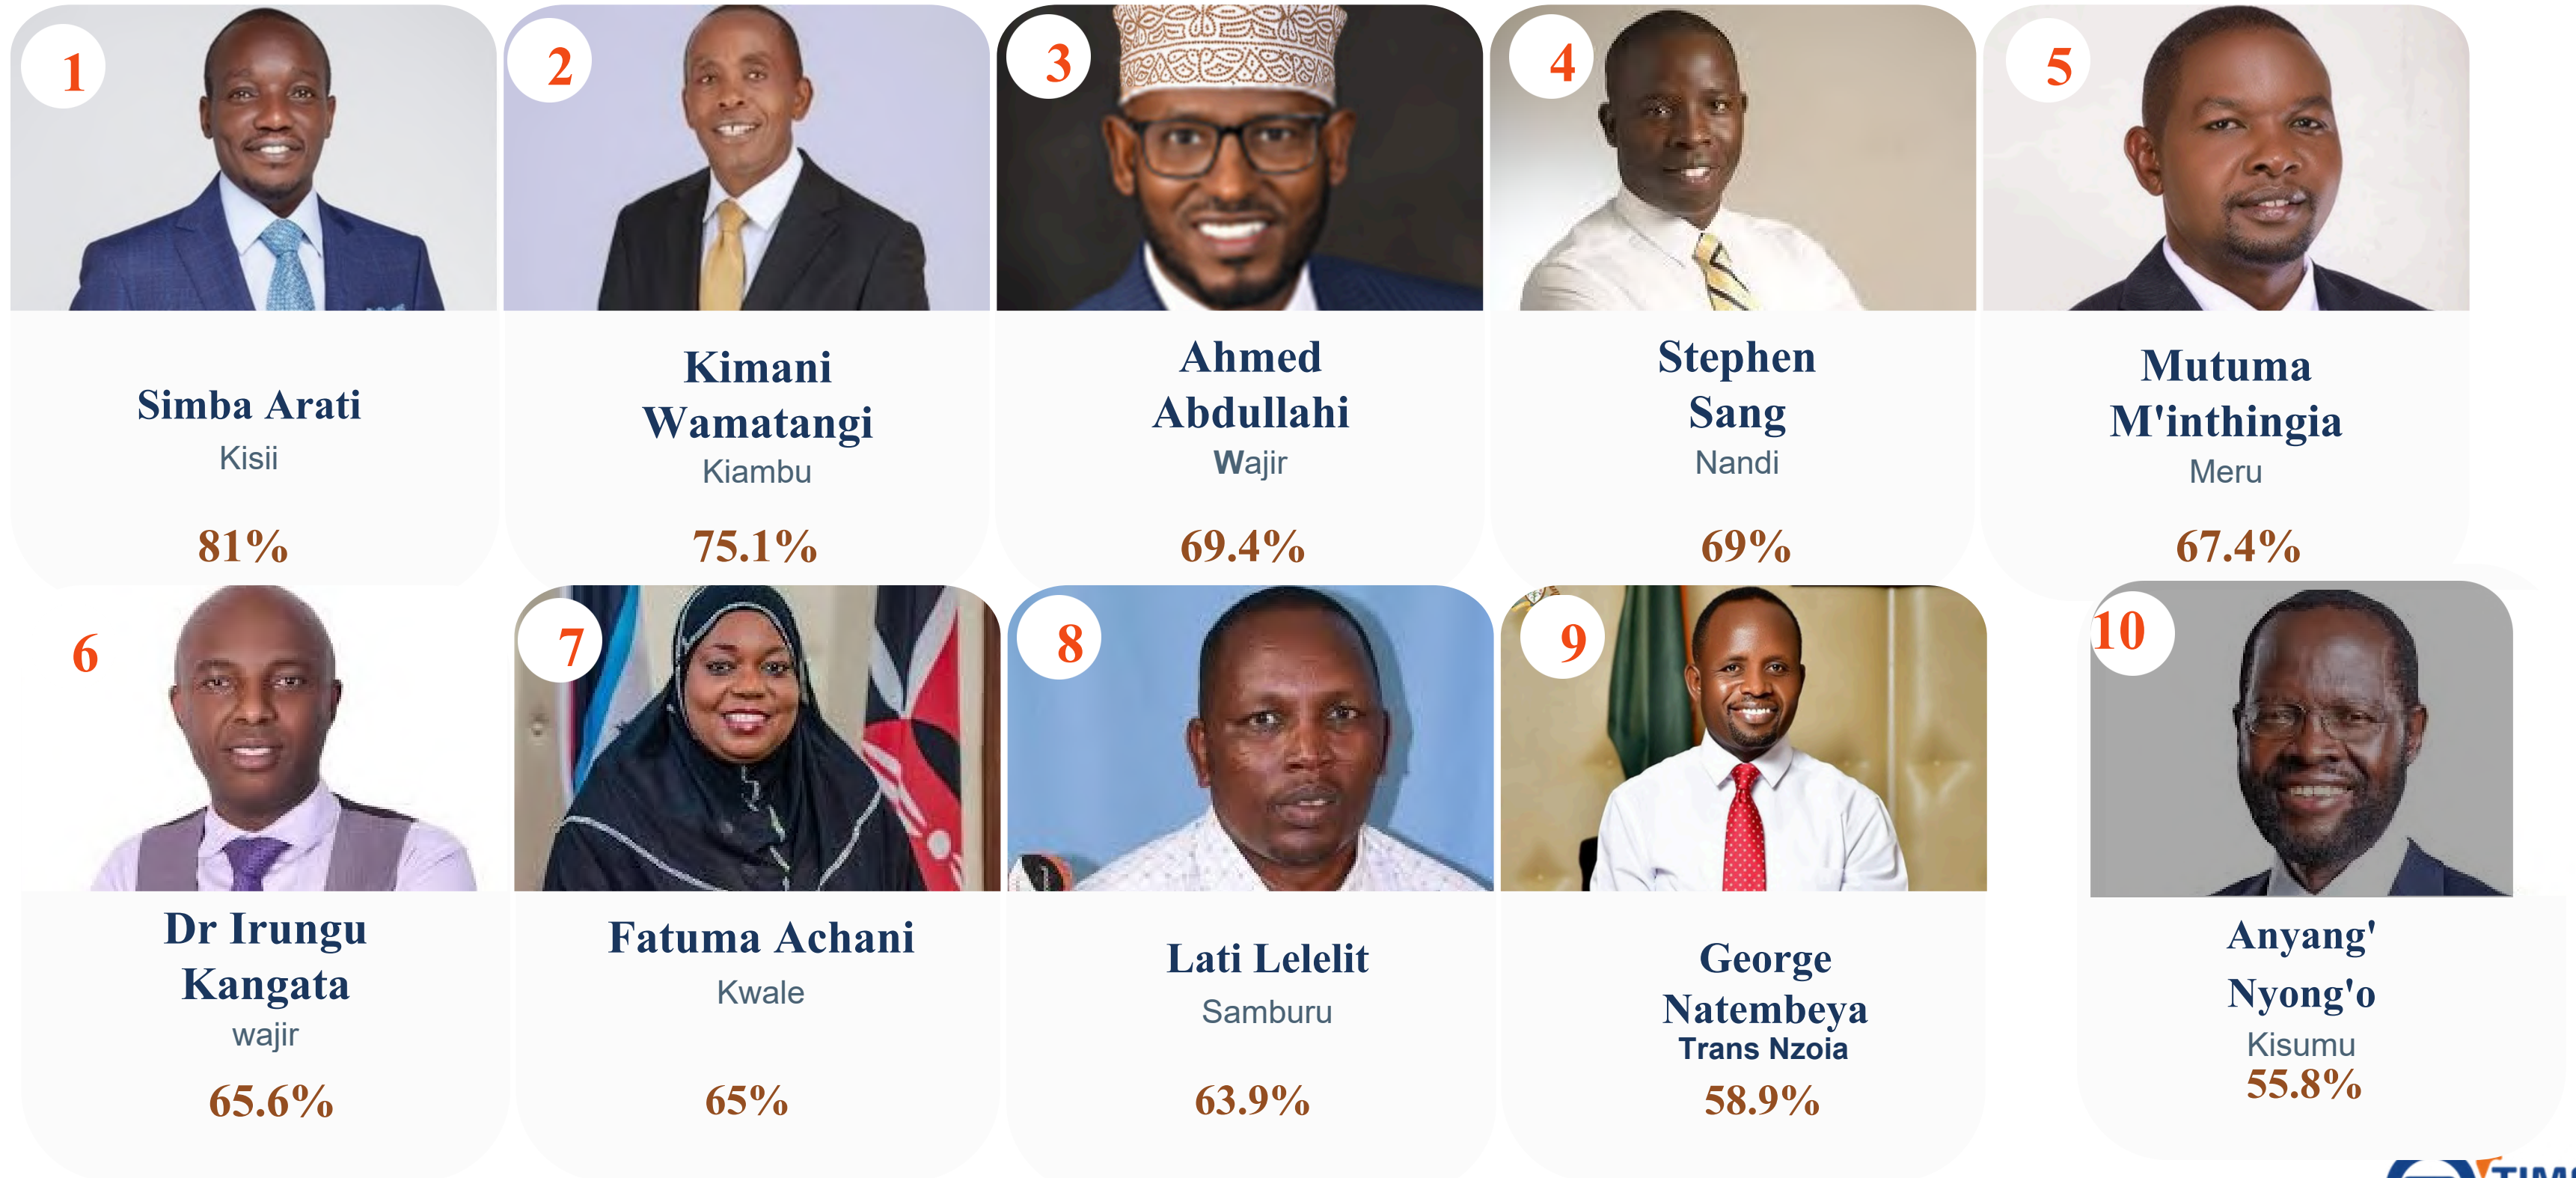 1
Simba Arati
Kisii
81%
2
Kimani
Wamatangi
Kiambu
75.1%
3
Ahmed
Abdullahi
Wajir
69.4%
4
Stephen
Sang
Nandi
69%
5
Mutuma
M'inthingia
Meru
67.4%
6
Dr Irungu
Kangata
wajir
65.6%
7
Fatuma Achani
Kwale
65%
8
Lati Lelelit
Samburu
63.9%
9
George
Natembeya
Trans Nzoia
58.9%
10
Anyang'
Nyong'o
Kisumu
55.8%